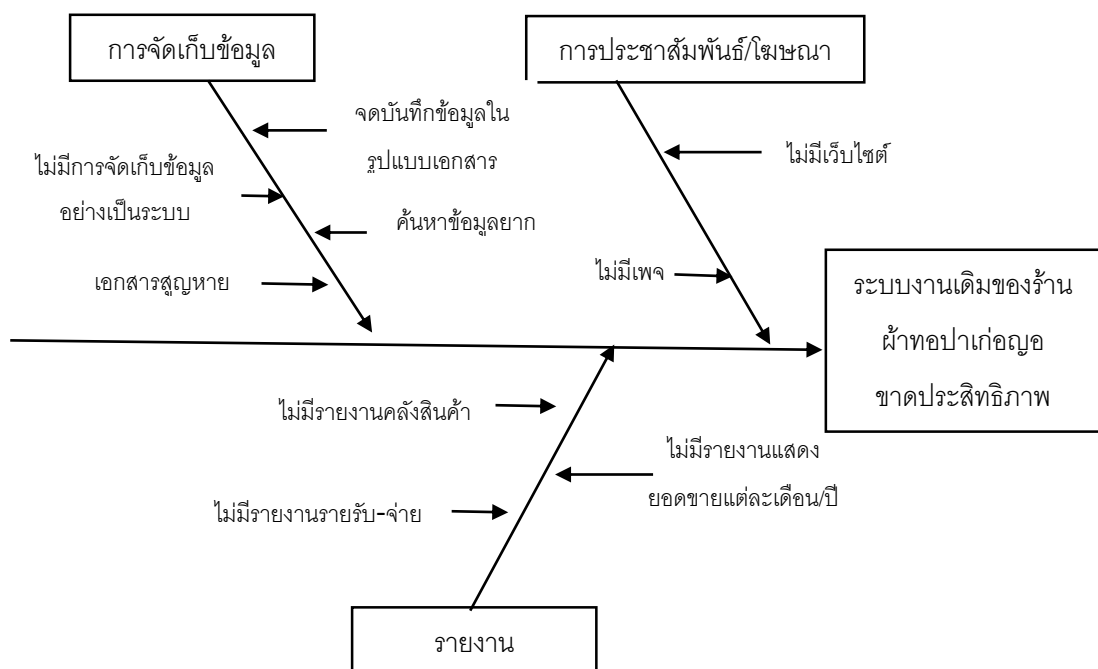 การจัดเก็บข้อมูล
การประชาสัมพันธ์/โฆษณา
จดบันทึกข้อมูลใน
รูปแบบเอกสาร
ไม่มีการจัดเก็บข้อมูล
อย่างเป็นระบบ
ค้นหาข้อมูลยาก
เอกสารสูญหาย
ไม่มีเว็บไซต์
ไม่มีเพจ
ระบบงานเดิมของร้าน
ผ้าทอปาเก่อญอ
ขาดประสิทธิภาพ
ไม่มีรายงานคลังสินค้า
ไม่มีรายงานแสดง
ยอดขายแต่ละเดือน/ปี
ไม่มีรายงานรายรับ-จ่าย
รายงาน